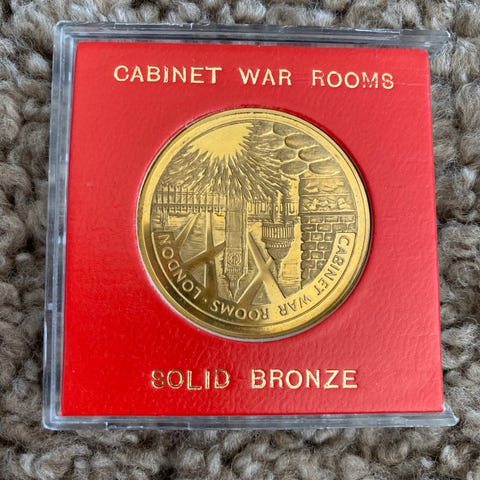 CABINET WAR ROOMS
CABINET WAR ROOMS · LONDON
SOLID BRONZE